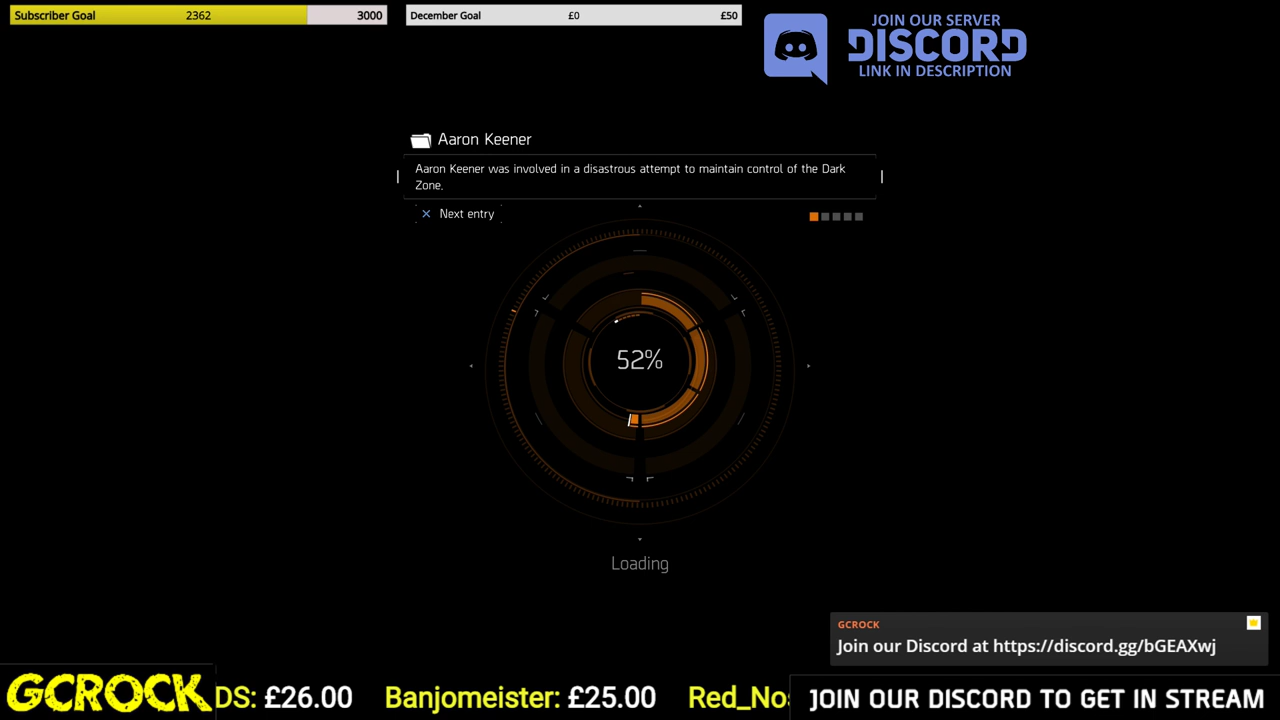 Subscriber Goal 2362 3000
December Goal £0 £50
JOIN OUR SERVER
DISCORD
LINK IN DESCRIPTION
Aaron Keener
Aaron Keener was involved in a disastrous attempt to maintain control of the Dark
Zone.
Next entry
52%
Loading
GCROCK
Join our Discord at https://discord.gg/bGEAXwj
GCROCK DS: £26.00 Banjomeister: £25.00 Red_Nos JOIN OUR DISCORD TO GET IN STREAM